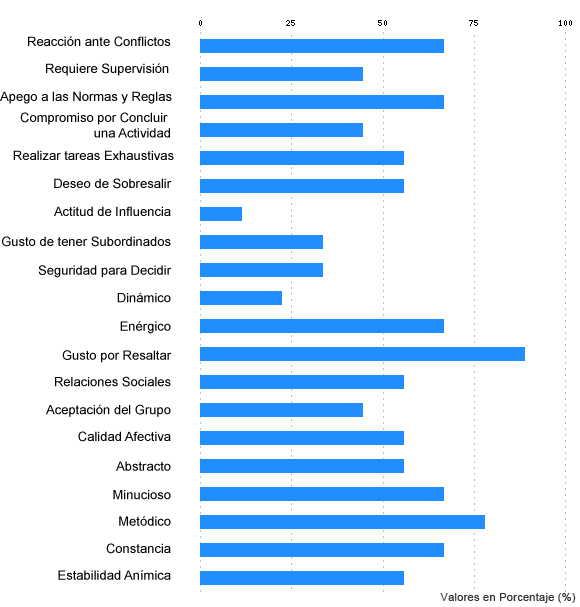 0 25 50 75 100
Reacción ante Conflictos
Requiere Supervisión
Apego a las Normas y Reglas
Compromiso por Concluir
una Actividad
Realizar tareas Exhaustivas
Deseo de Sobresalir
Actitud de Influencia
Gusto de tener Subordinados
Seguridad para Decidir
Dinámico
Enérgico
Gusto por Resaltar
Relaciones Sociales
Aceptación del Grupo
Calidad Afectiva
Abstracto
Minucioso
Metódico
Constancia
Estabilidad Anímica
Valores en Porcentaje (%)